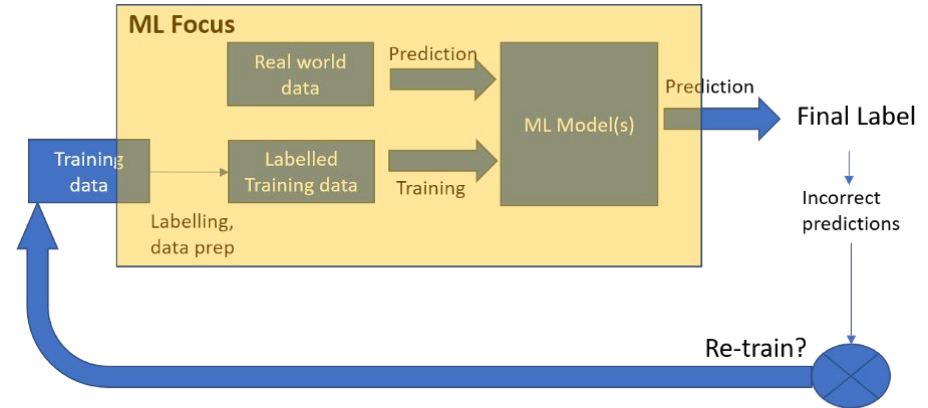 ML Focus
Real world
data
Prediction
ML Model(s)
Prediction
Final Label
Training
data
Labelled
Training data
Training
Labelling,
data prep
Incorrect
predictions
Re-train?